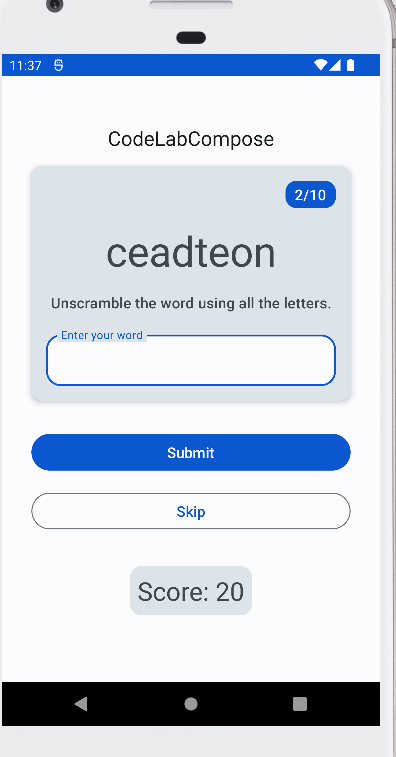 11:37
CodeLabCompose
2/10
ceadteon
Unscramble the word using all the letters.
Enter your word
Submit
Skip
Score: 20